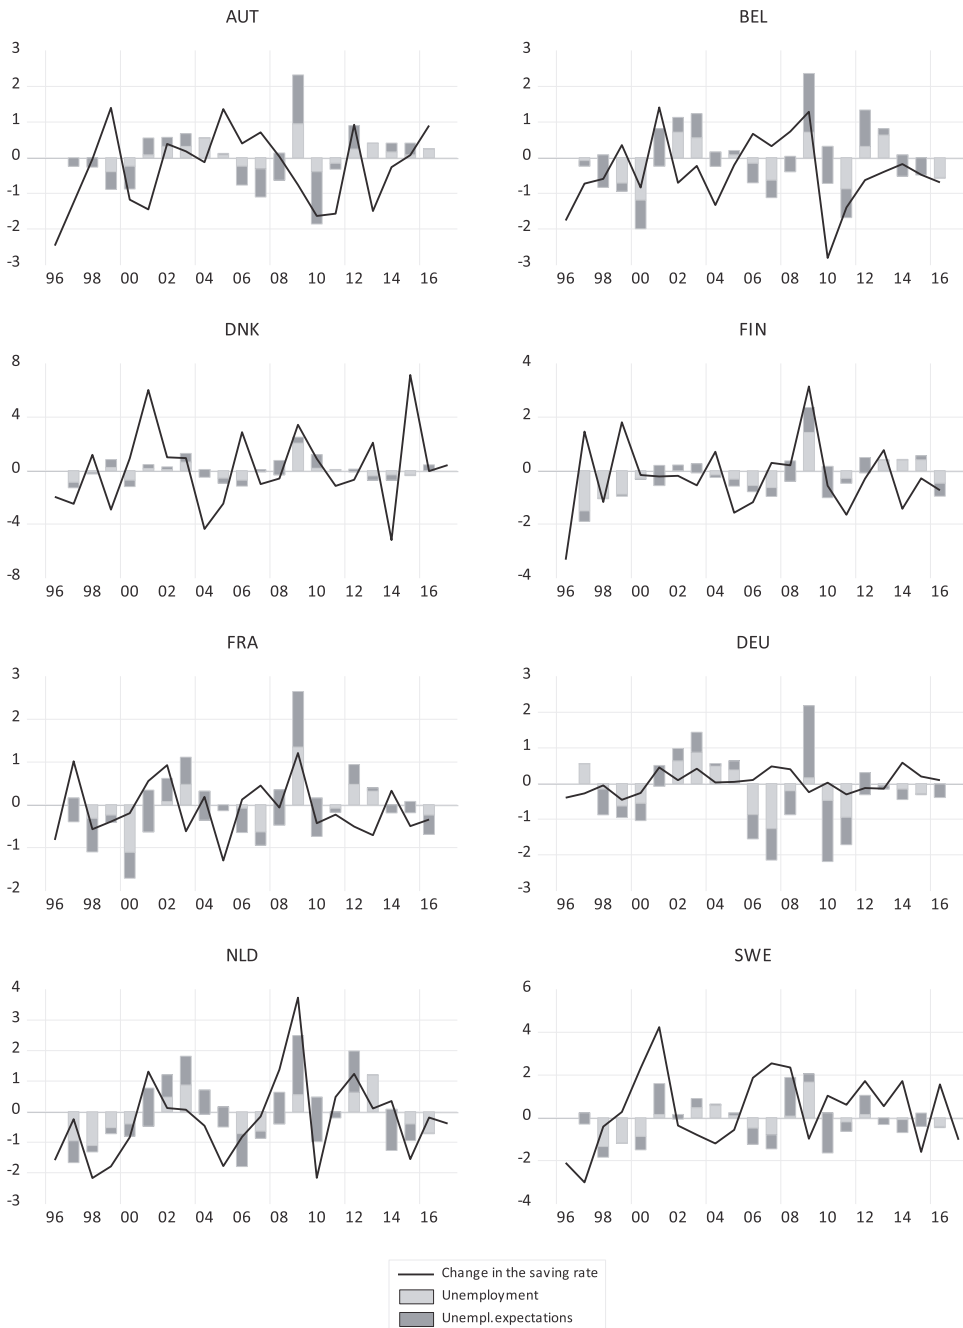 AUT BEL
3 3
2 2
1 1
0 0
-1 -1
-2 -2
-3 -3
96 98 00 02 04 06 08 10 12 14 16 96 98 00 02 04 06 08 10 12 14 16
DNK FIN
8 4
4 2
0 0
-4 -2
-8 -4
96 98 00 02 04 06 08 10 12 14 16 96 98 00 02 04 06 08 10 12 14 16
FRA DEU
3 3
2 2
1 1
0 0
-1 -1
-2 -2
-3
96 98 00 02 04 06 08 10 12 14 16 96 98 00 02 04 06 08 10 12 14 16
NLD SWE
4 6
3 4
2 2
1 0
0 -2
-1 -4
-2
-3
96 98 00 02 04 06 08 10 12 14 16 96 98 00 02 04 06 08 10 12 14 16
Change in the saving rate
Unemployment
Unempl.expectations